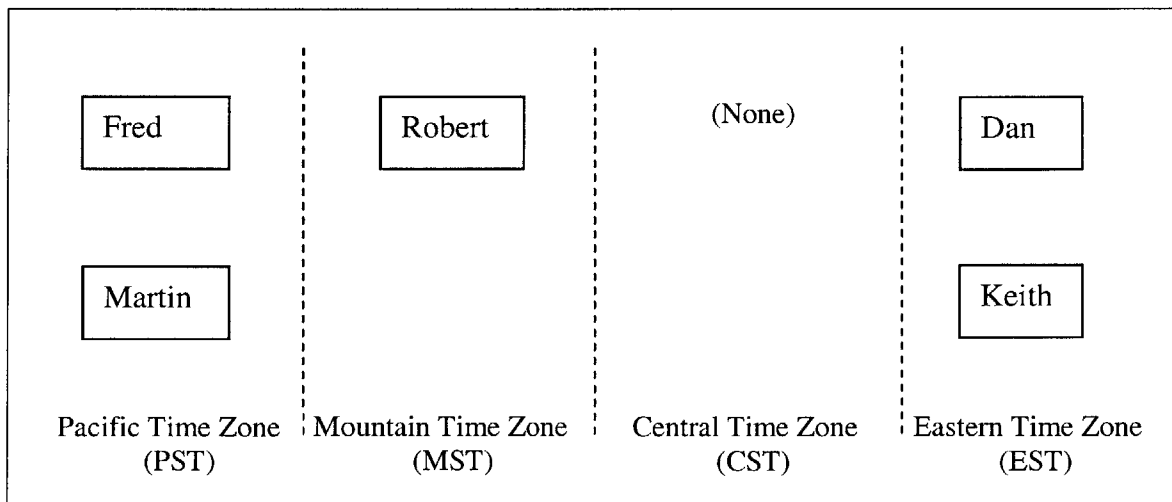 Fred
Robert
(None)
Dan
Martin
Keith
Pacific Time Zone
(PST)
Mountain Time Zone
(MST)
Central Time Zone
(CST)
Eastern Time Zone
(EST)